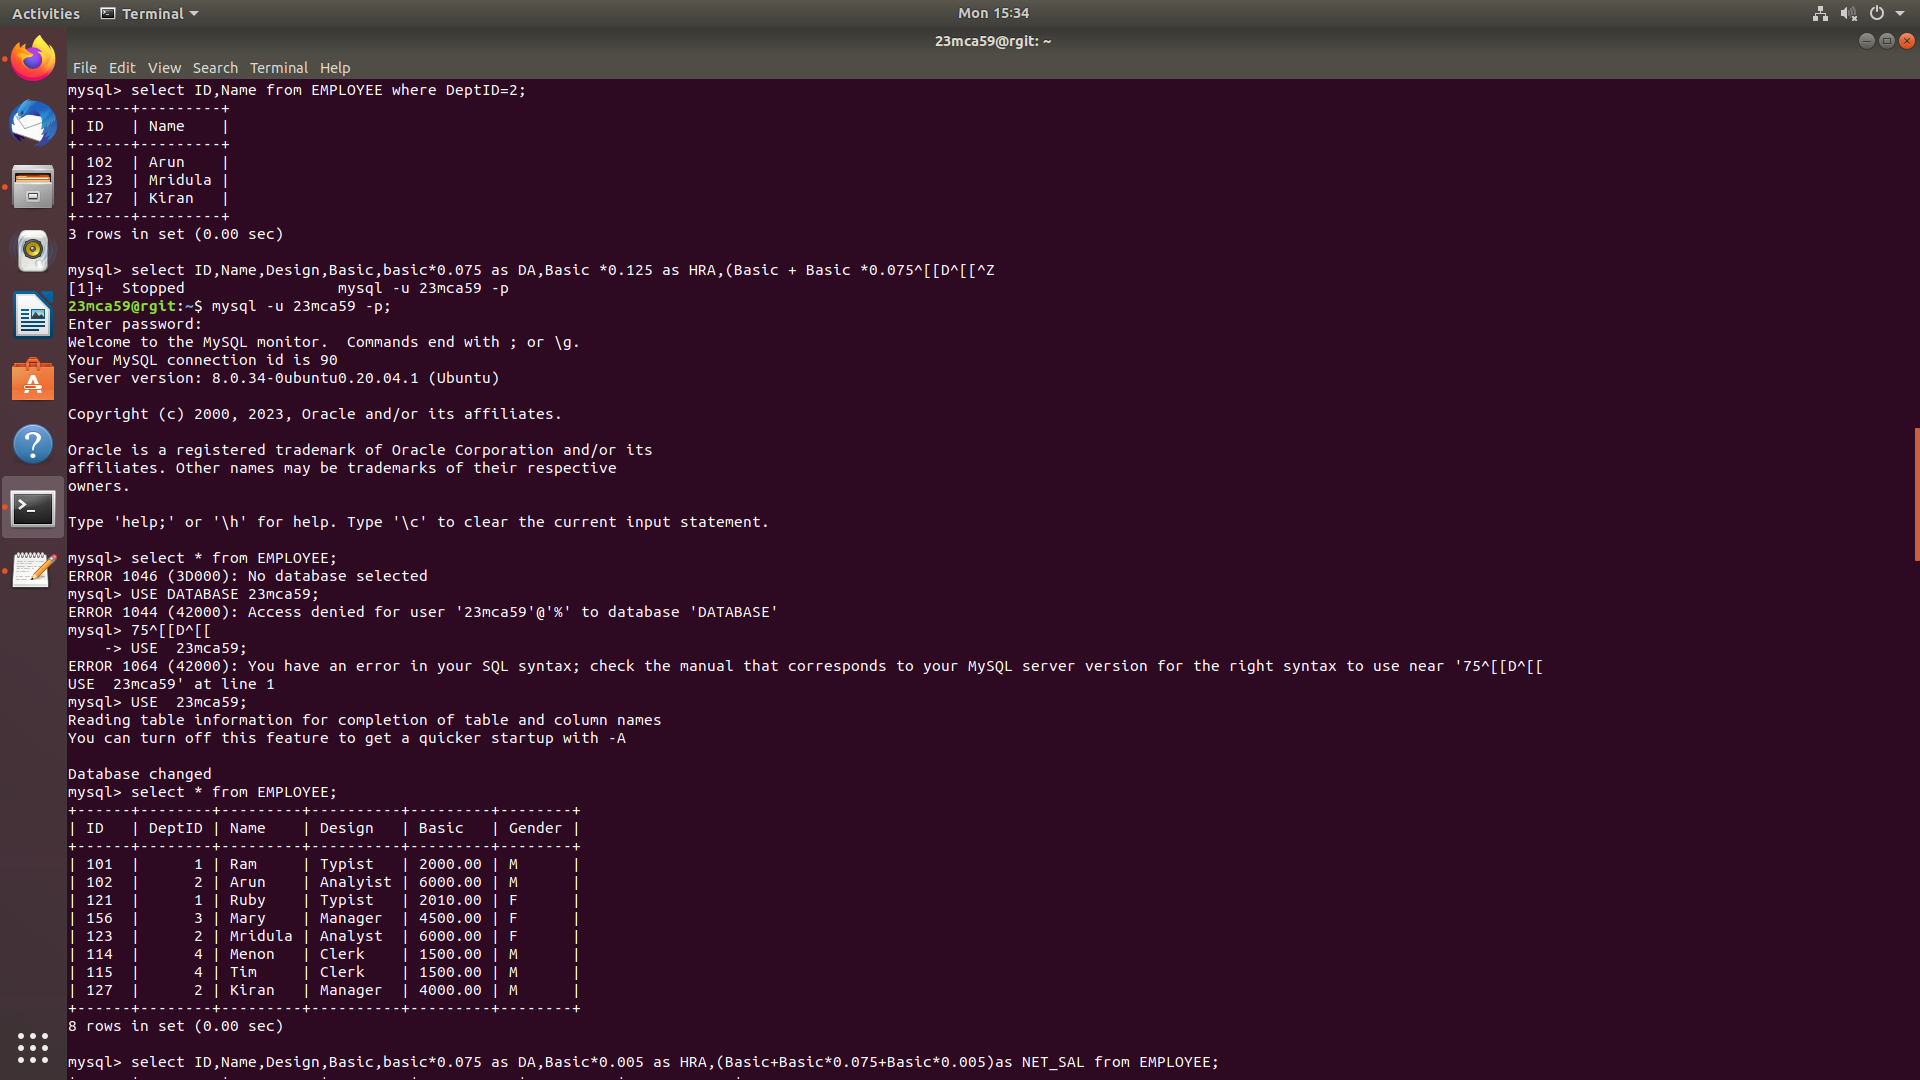 Activities Terminal Mon 15:34
23mca59@rgit: ~
File Edit View Search Terminal Help
mysql> select ID,Name from EMPLOYEE where DeptID=2;
+------+---------+
| ID   | Name    |
+------+---------+
| 102  | Arun    |
| 123  | Mridula |
| 127  | Kiran   |
+------+---------+
3 rows in set (0.00 sec)
mysql> select ID,Name,Design,Basic,basic*0.075 as DA,Basic *0.125 as HRA,(Basic + Basic *0.075^[[D^[[^Z
[1]+  Stopped                 mysql -u 23mca59 -p
23mca59@rgit:~$ mysql -u 23mca59 -p;
Enter password:
Welcome to the MySQL monitor.  Commands end with ; or \g.
Your MySQL connection id is 90
Server version: 8.0.34-0ubuntu0.20.04.1 (Ubuntu)
Copyright (c) 2000, 2023, Oracle and/or its affiliates.
Oracle is a registered trademark of Oracle Corporation and/or its
affiliates. Other names may be trademarks of their respective
owners.
Type 'help;' or '\h' for help. Type '\c' to clear the current input statement.
mysql> select * from EMPLOYEE;
ERROR 1046 (3D000): No database selected
mysql> USE DATABASE 23mca59;
ERROR 1044 (42000): Access denied for user '23mca59'@'%' to database 'DATABASE'
mysql> 75^[[D^[[
    -> USE  23mca59;
ERROR 1064 (42000): You have an error in your SQL syntax; check the manual that corresponds to your MySQL server version for the right syntax to use near '75^[[D^[[
USE  23mca59' at line 1
mysql> USE  23mca59;
Reading table information for completion of table and column names
You can turn off this feature to get a quicker startup with -A
Database changed
mysql> select * from EMPLOYEE;
+------+--------+---------+----------+---------+--------+
| ID   | DeptID | Name    | Design   | Basic   | Gender |
+------+--------+---------+----------+---------+--------+
| 101  |      1 | Ram     | Typist   | 2000.00 | M      |
| 102  |      2 | Arun    | Analyist | 6000.00 | M      |
| 121  |      1 | Ruby    | Typist   | 2010.00 | F      |
| 156  |      3 | Mary    | Manager  | 4500.00 | F      |
| 123  |      2 | Mridula | Analyst  | 6000.00 | F      |
| 114  |      4 | Menon   | Clerk    | 1500.00 | M      |
| 115  |      4 | Tim     | Clerk    | 1500.00 | M      |
| 127  |      2 | Kiran   | Manager  | 4000.00 | M      |
+------+--------+---------+----------+---------+--------+
8 rows in set (0.00 sec)
mysql> select ID,Name,Design,Basic,basic*0.075 as DA,Basic*0.005 as HRA,(Basic+Basic*0.075+Basic*0.005)as NET_SAL from EMPLOYEE;